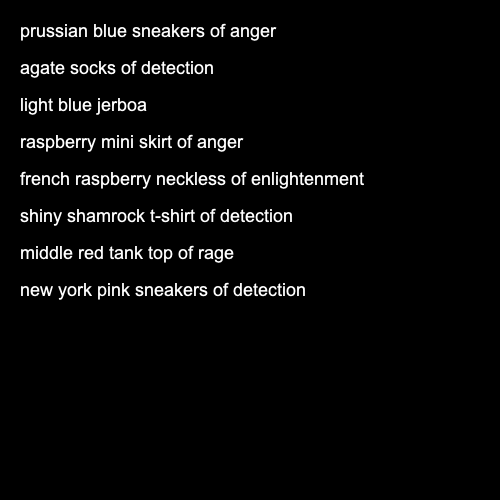 prussian blue sneakers of anger
agate socks of detection
light blue jerboa
raspberry mini skirt of anger
french raspberry neckless of enlightenment
shiny shamrock t-shirt of detection
middle red tank top of rage
new york pink sneakers of detection